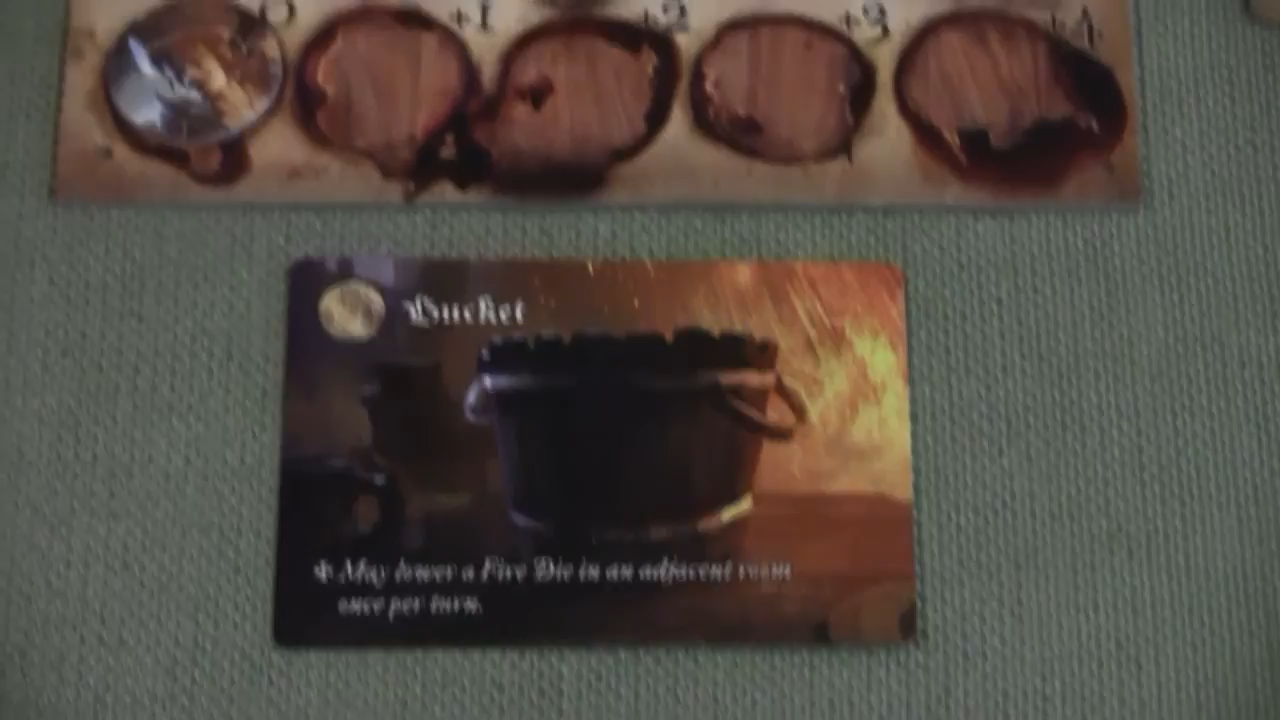 0 +1 +2 +3 +4
Bucket
May lower a Fire Die in an adjacent room
once per turn.